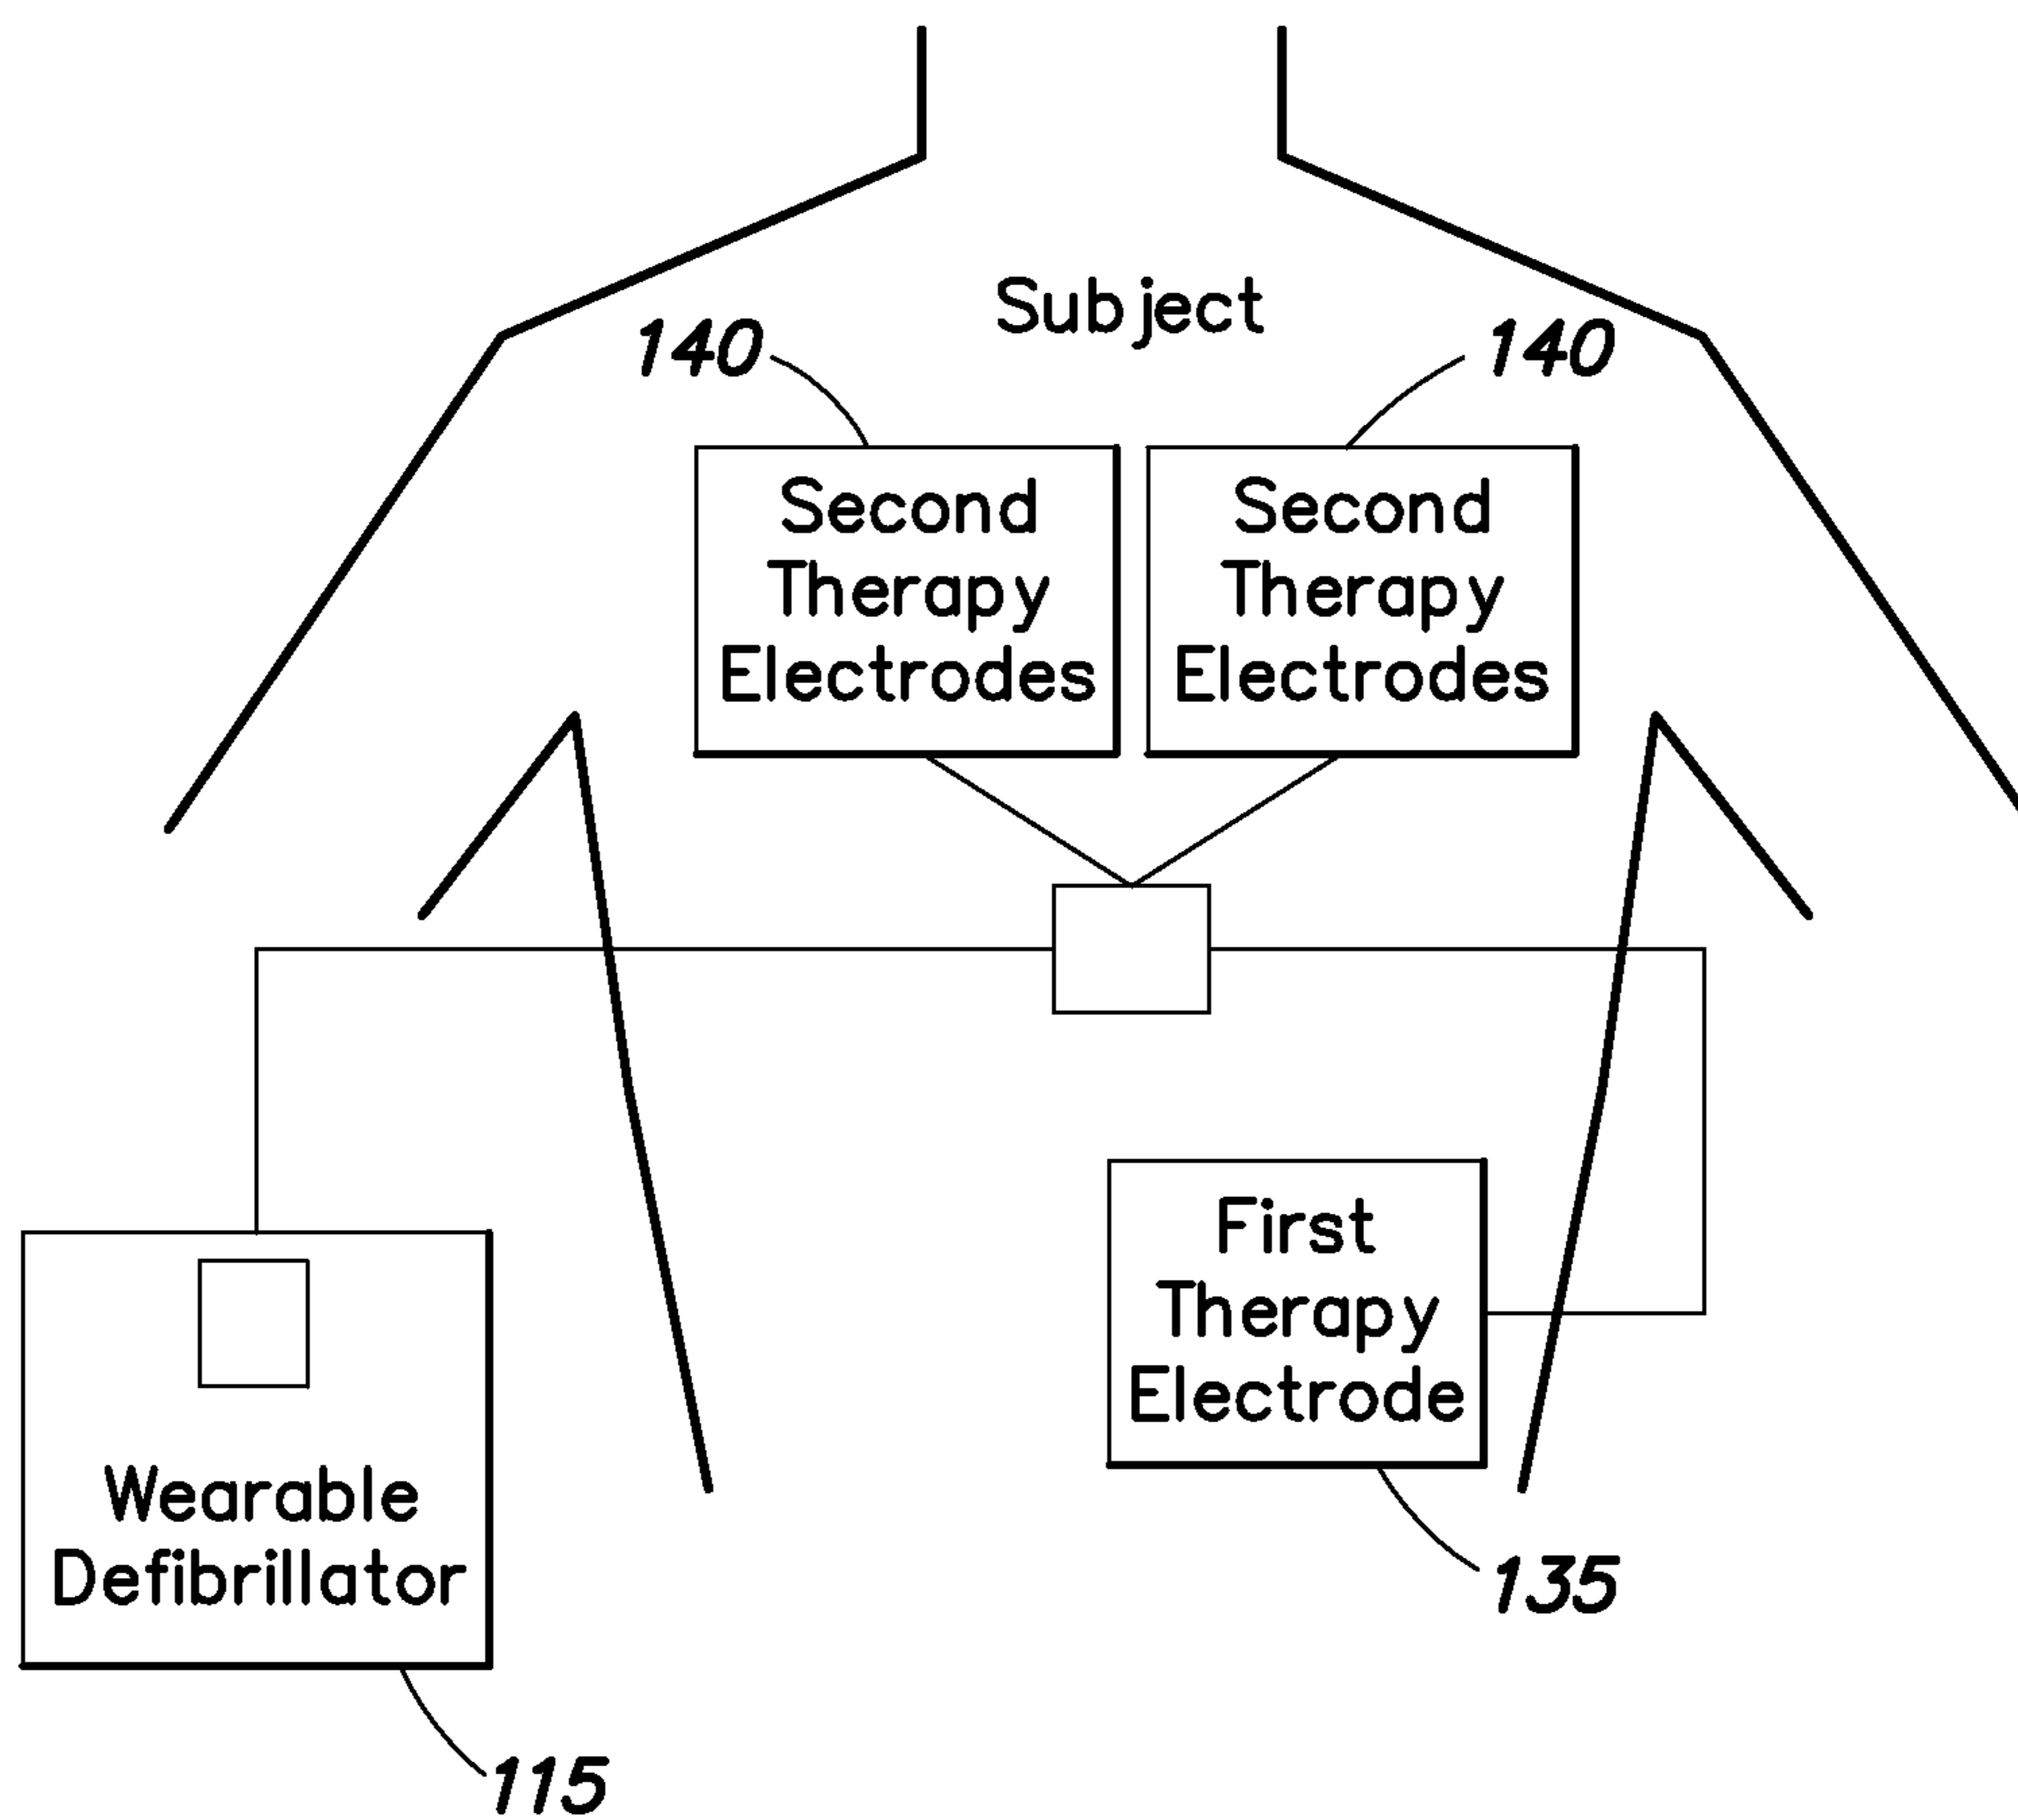 Subject
140
140
Second
Therapy
Electrodes
Second
Therapy
Electrodes
First
Therapy
Electrode
135
Wearable
Defibrillator
115